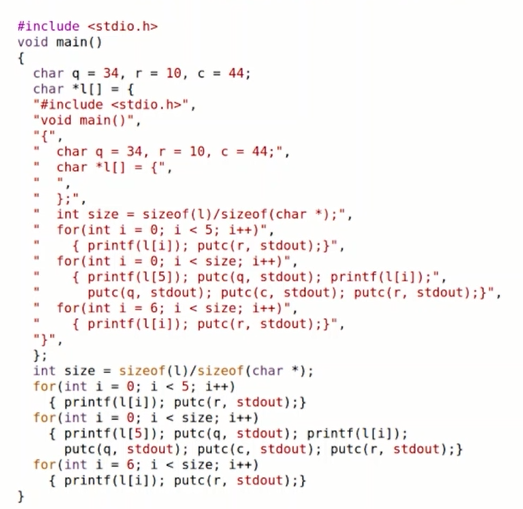 #include <stdio.h>
void main()
{
  char q = 34, r = 10, c = 44;
  char *l[] = {
  "#include <stdio.h>",
  "void main()",
  "{",
  "  char q = 34, r = 10, c = 44;",
  "  char *l[] = {",
  "  ",
  "  };",
  "  int size = sizeof(l)/sizeof(char *);",
  "  for(int i = 0; i < 5; i++)",
  "    { printf(l[i]); putc(r, stdout);}",
  "  for(int i = 0; i < size; i++)",
  "    { printf(l[5]); putc(q, stdout); printf(l[i]);",
  "      putc(q, stdout); putc(c, stdout); putc(r, stdout);}",
  "  for(int i = 6; i < size; i++)",
  "    { printf(l[i]); putc(r, stdout);}",
  "}",
  };
  int size = sizeof(l)/sizeof(char *);
  for(int i = 0; i < 5; i++)
    { printf(l[i]); putc(r, stdout);}
  for(int i = 0; i < size; i++)
    { printf(l[5]); putc(q, stdout); printf(l[i]);
      putc(q, stdout); putc(c, stdout); putc(r, stdout);}
  for(int i = 6; i < size; i++)
    { printf(l[i]); putc(r, stdout);}
}